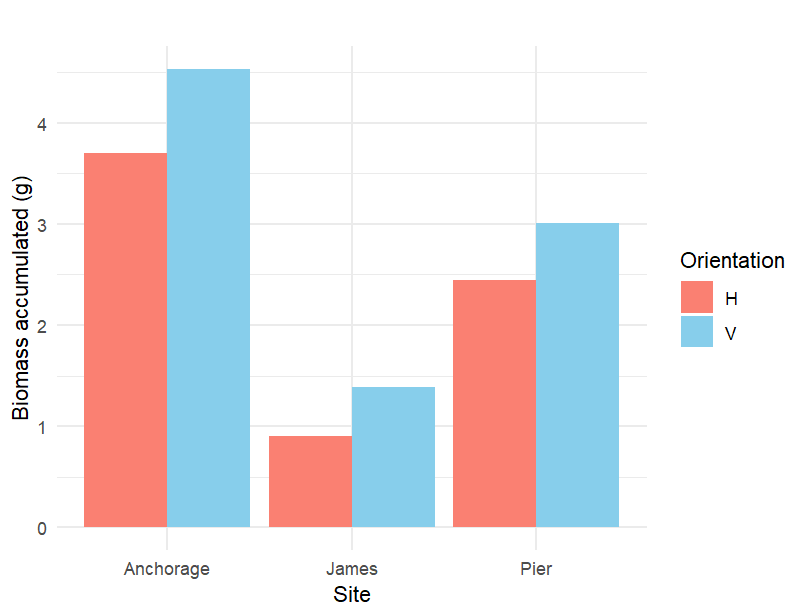 Biomass accumulated (g)
4
3
2
1
0
Anchorage James Pier
Site
Orientation
H
V